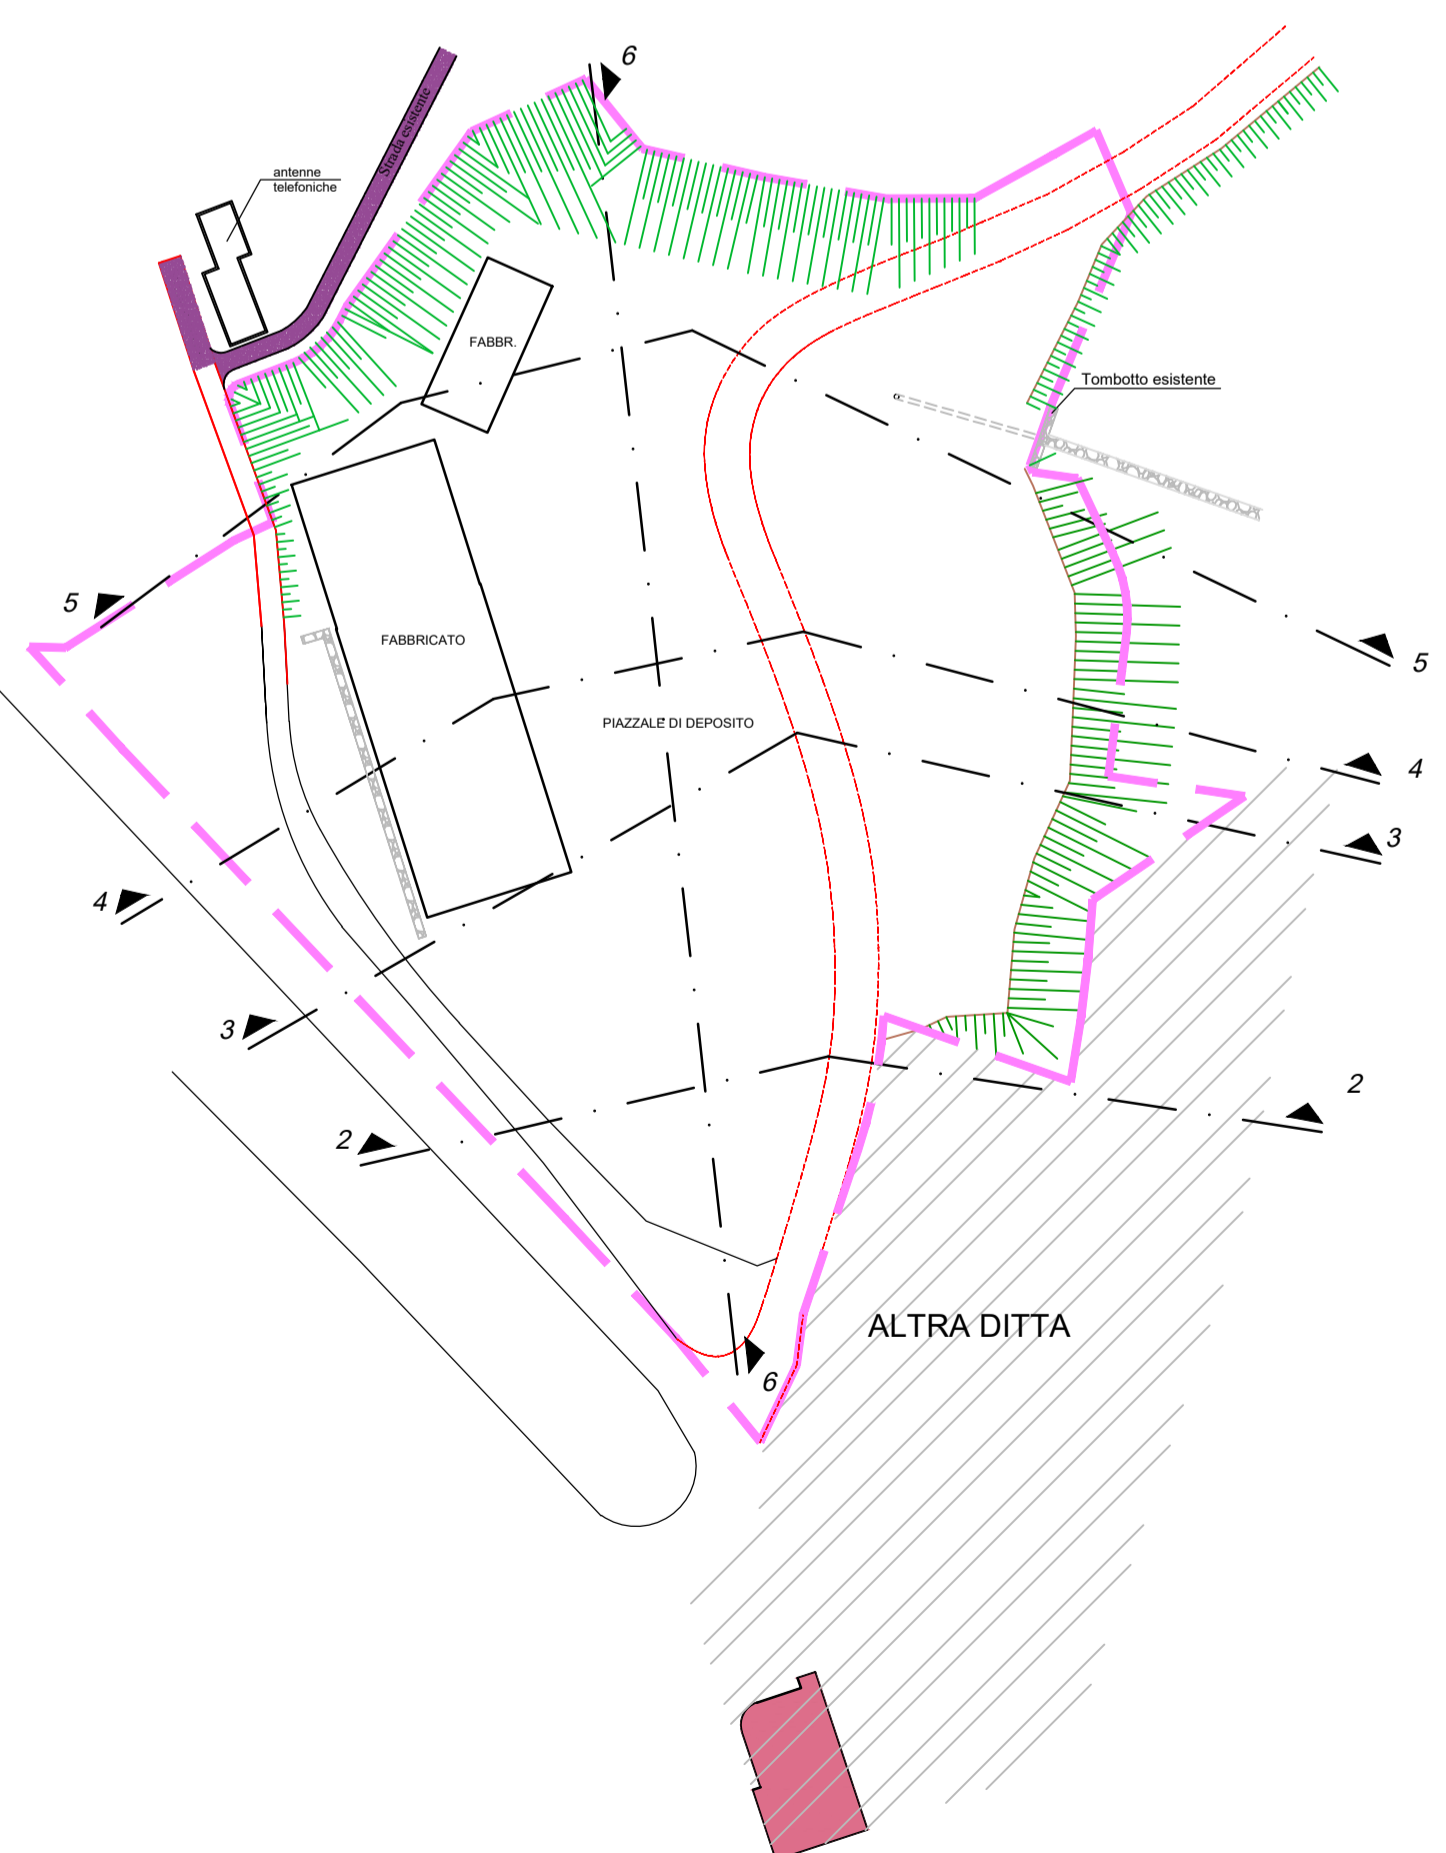 6
Strada esistente
antenne
telefoniche
FABBR.
Tombotto esistente
5
FABBRICATO
5
PIAZZALE DI DEPOSITO
4
3
4
3
2
2
ALTRA DITTA
6